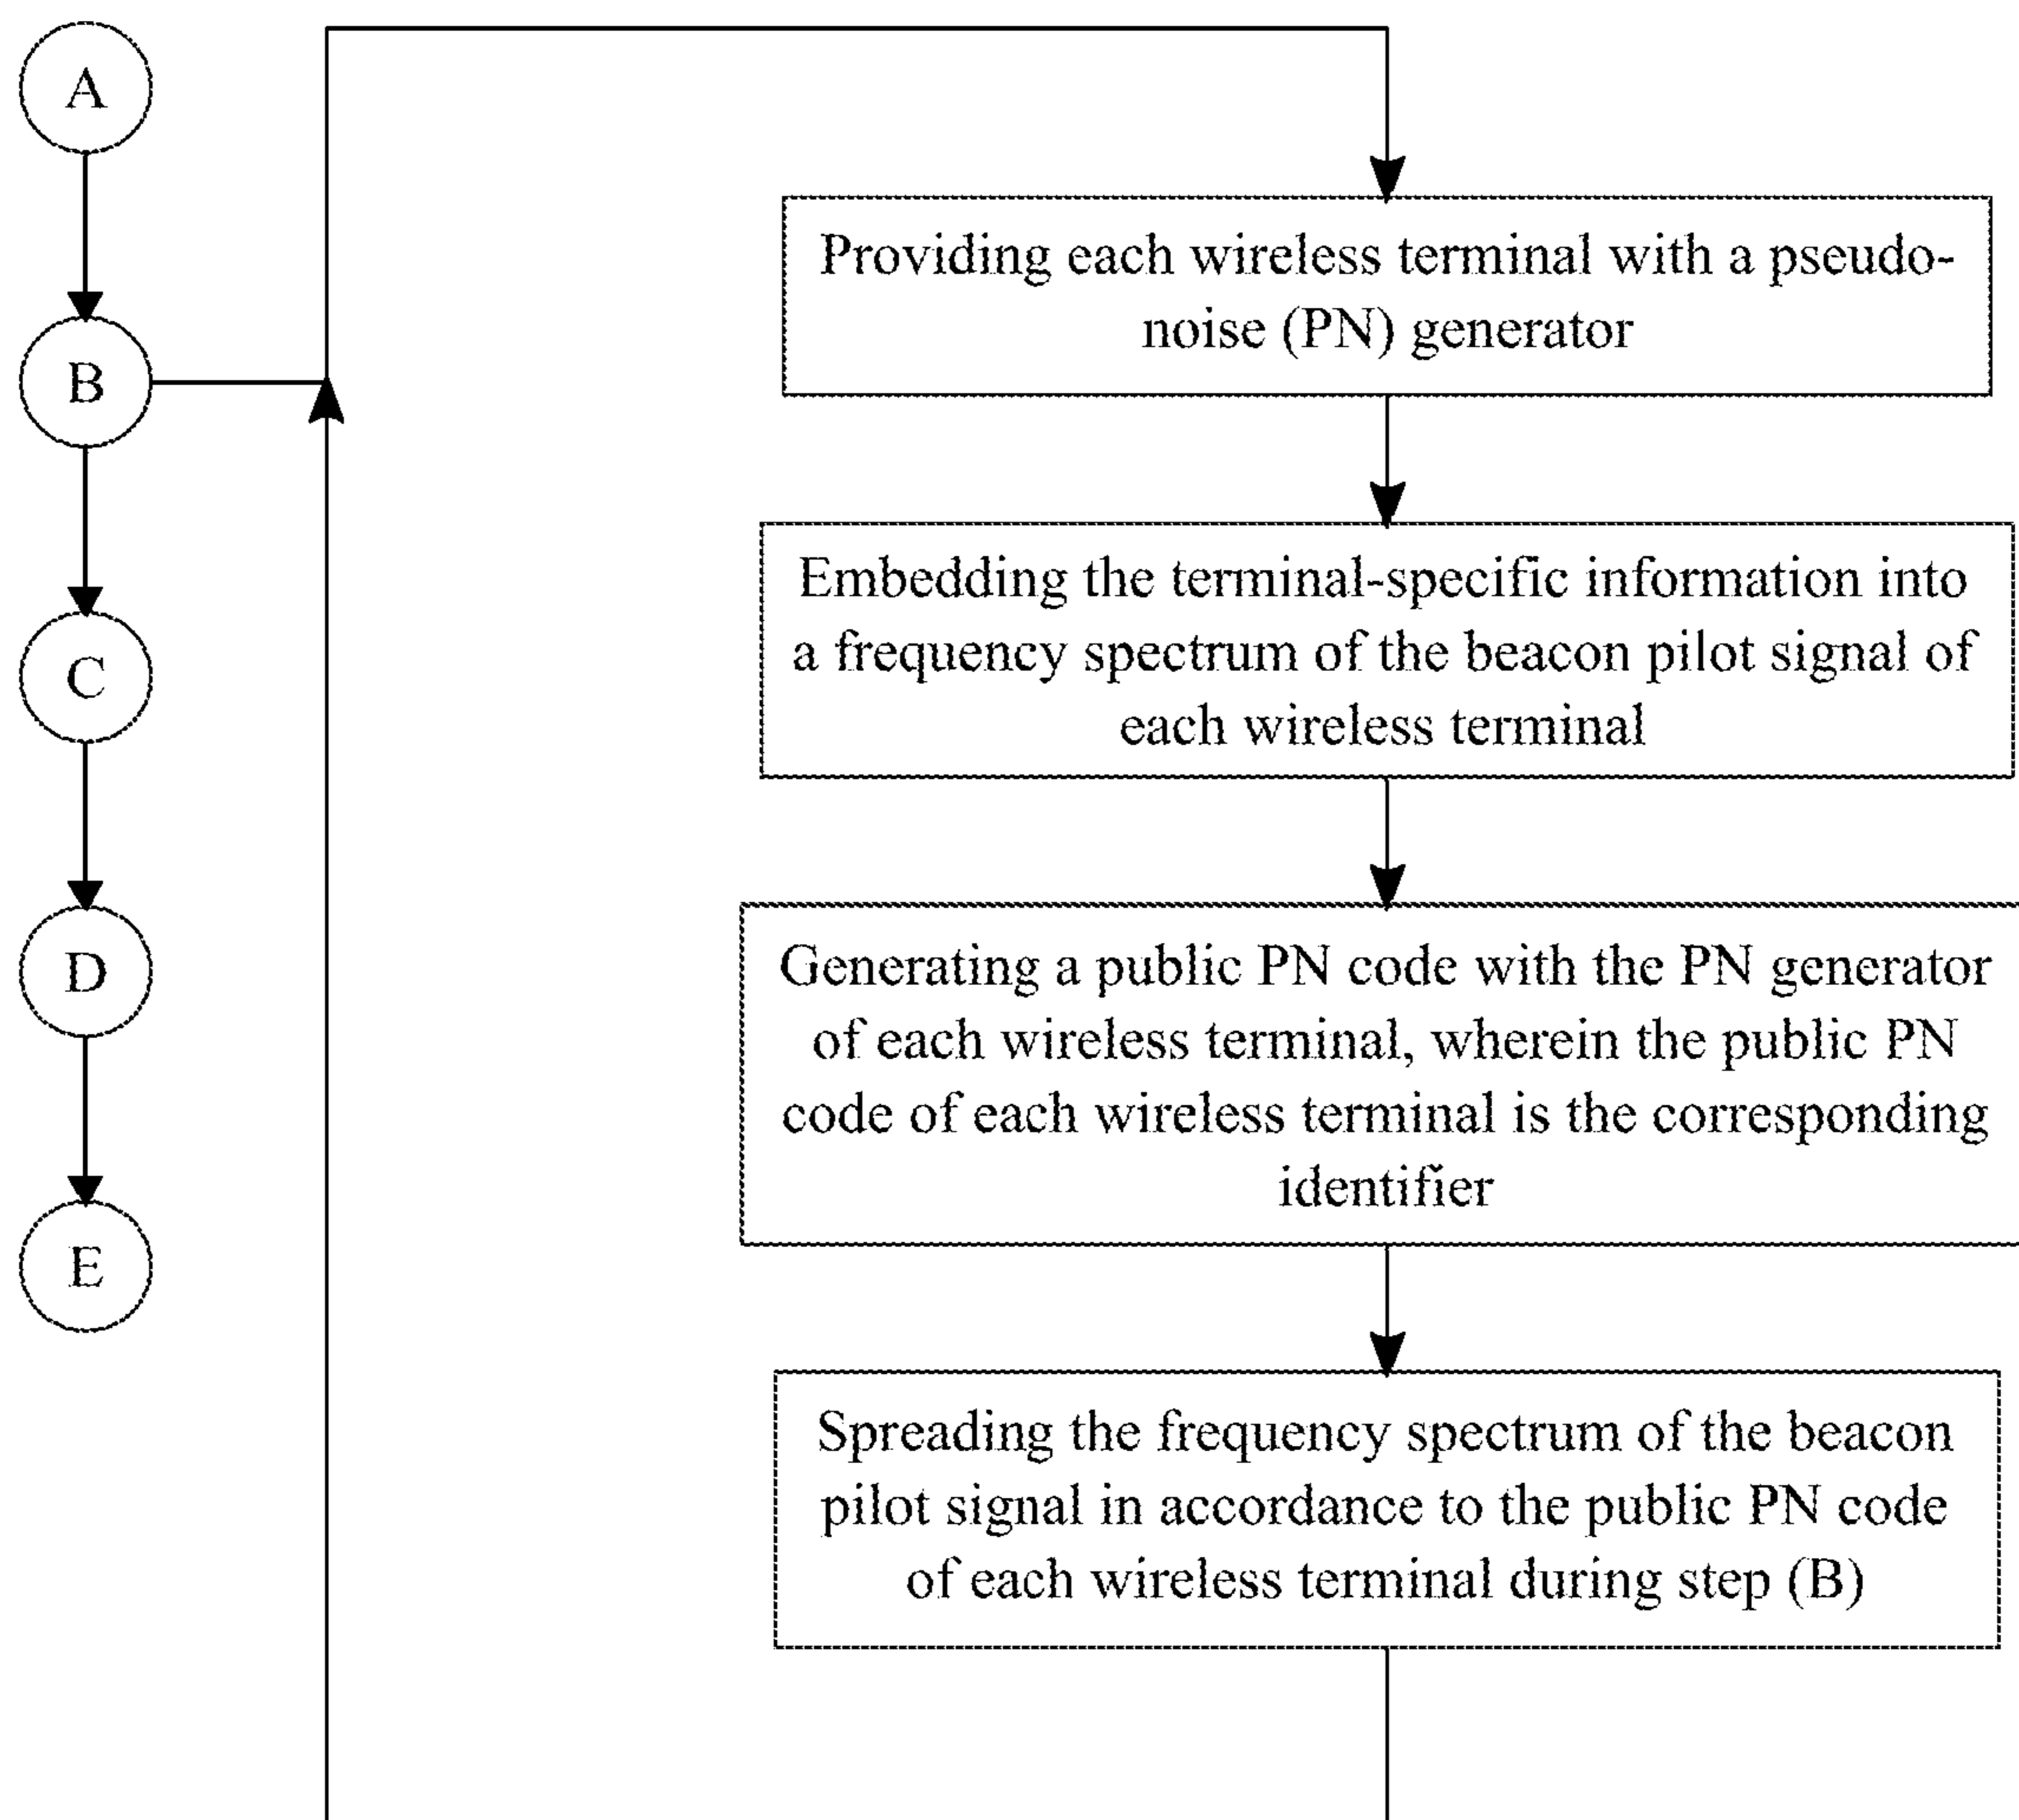 A
B
C
D
E
Providing each wireless terminal with a pseudo-
noise (PN) generator
Embedding the terminal-specific information into
a frequency spectrum of the beacon pilot signal of
each wireless terminal
Generating a public PN code with the PN generator
of each wireless terminal, wherein the public PN
code of each wireless terminal is the corresponding
identifier
Spreading the frequency spectrum of the beacon
pilot signal in accordance to the public PN code
of each wireless terminal during step (B)